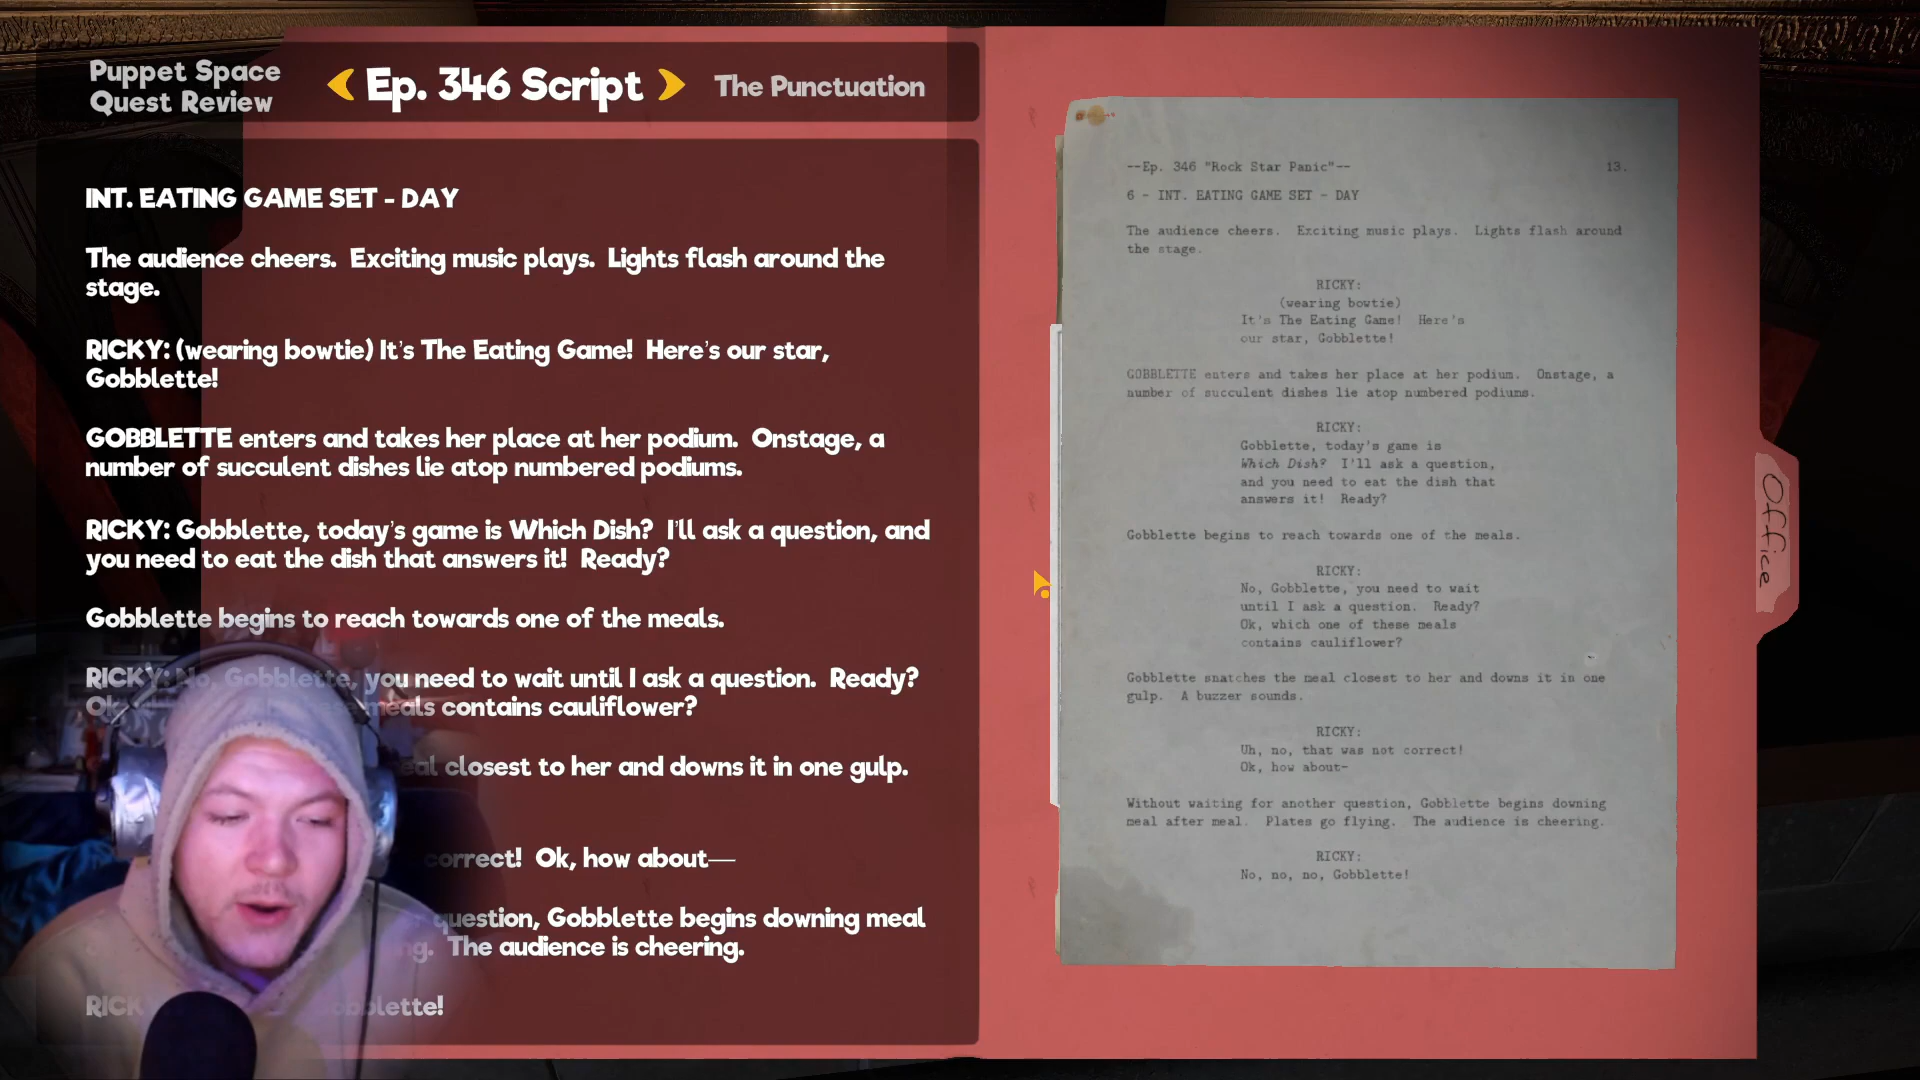 Puppet Space
Quest Review
Ep. 346 Script
The Punctuation
INT. EATING GAME SET - DAY
The audience cheers.  Exciting music plays.  Lights flash around the
stage.
RICKY: (wearing bowtie) It's The Eating Game!  Here's our star,
Gobblette!
GOBBLETTE enters and takes her place at her podium.  Onstage, a
number of succulent dishes lie atop numbered podiums.
RICKY: Gobblette, today's game is Which Dish?  I'll ask a question, and
you need to eat the dish that answers it!  Ready?
Gobblette begins to reach towards one of the meals.
RICKY: No, Gobblette, you need to wait until I ask a question.  Ready?
Ok, meals contains cauliflower?
meal closest to her and downs it in one gulp.
correct!  Ok, how about—
question, Gobblette begins downing meal
The audience is cheering.
RICKY Gobblette!
--Ep. 346 "Rock Star Panic"-- 13.
6 - INT. EATING GAME SET - DAY
The audience cheers.  Exciting music plays.  Lights flash around
the stage.
RICKY:
(wearing bowtie)
It's The Eating Game!  Here's
our star, Gobblette!
GOBBLETTE enters and takes her place at her podium.  Onstage, a
number of succulent dishes lie atop numbered podiums.
RICKY:
Gobblette, today's game is
Which Dish?  I'll ask a question,
and you need to eat the dish that
answers it!  Ready?
Gobblette begins to reach towards one of the meals.
RICKY:
No, Gobblette, you need to wait
until I ask a question.  Ready?
Ok, which one of these meals
contains cauliflower?
Gobblette snatches the meal closest to her and downs it in one
gulp.  A buzzer sounds.
RICKY:
Uh, no, that was not correct!
Ok, how about-
Without waiting for another question, Gobblette begins downing
meal after meal.  Plates go flying.  The audience is cheering.
RICKY:
No, no, no, Gobblette!
Office